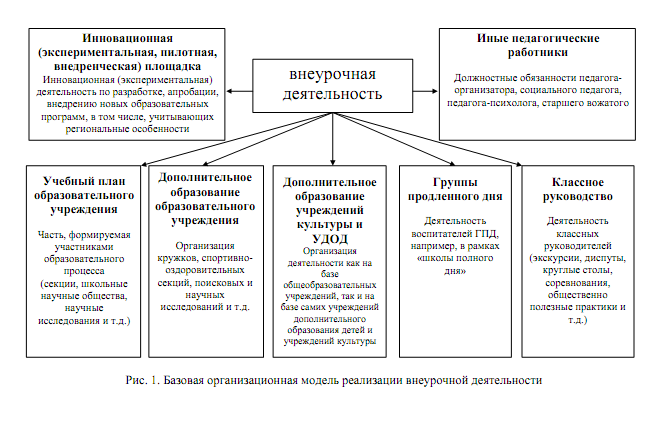 Инновационная
(экспериментальная, пилотная,
внедренческая) площадка
Инновационная (экспериментальная)
деятельность по разработке, апробации,
внедрению новых образовательных
программ, в том числе, учитывающих
региональные особенности
внеурочная
деятельность
Иные педагогические
работники
Должностные обязанности педагога-
организатора, социального педагога,
педагога-психолога, старшего вожатого
Учебный план
образовательного
учреждения
Часть, формируемая
участниками
образовательного
процесса
(секции, школьные
научные общества,
научные
исследования и т.д.)
Дополнительное
образование
образовательного
учреждения
Организация
кружков, спортивно-
оздоровительных
секций, поисковых и
научных
исследований и т.д.
Дополнительное
образование
учреждений
культуры и
УДОД
Организация
деятельности как на
базе
общеобразовательных
учреждений, так и на
базе самих учреждений
дополнительного
образования детей и
учреждений культуры
Группы
продленного дня
Деятельность
воспитателей ГПД,
например, в рамках
«школы полного
дня»
Классное
руководство
Деятельность
классных
руководителей
(экскурсии, диспуты,
круглые столы,
соревнования,
общественно
полезные практики и
т.д.)
Рис. 1. Базовая организационная модель реализации внеурочной деятельности